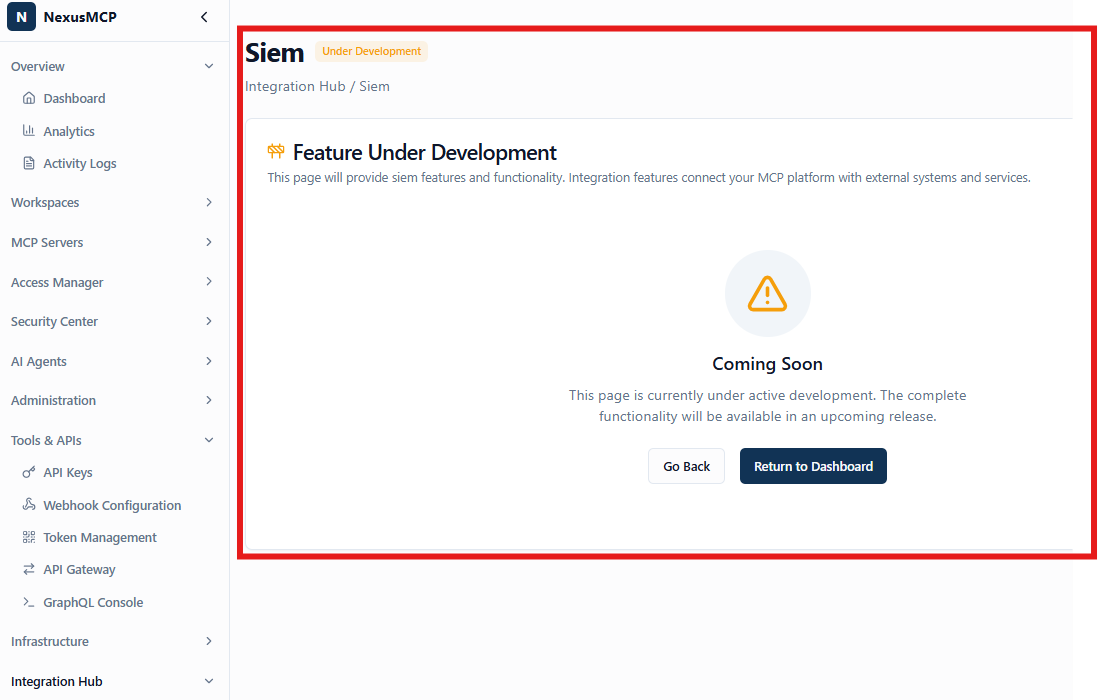 N NexusMCP
Overview
Dashboard
Analytics
Activity Logs
Workspaces
MCP Servers
Access Manager
Security Center
AI Agents
Administration
Tools & APIs
API Keys
Webhook Configuration
Token Management
API Gateway
GraphQL Console
Infrastructure
Integration Hub
Siem Under Development
Integration Hub / Siem
Feature Under Development
This page will provide siem features and functionality. Integration features connect your MCP platform with external systems and services.
Coming Soon
This page is currently under active development. The complete
functionality will be available in an upcoming release.
Go Back Return to Dashboard